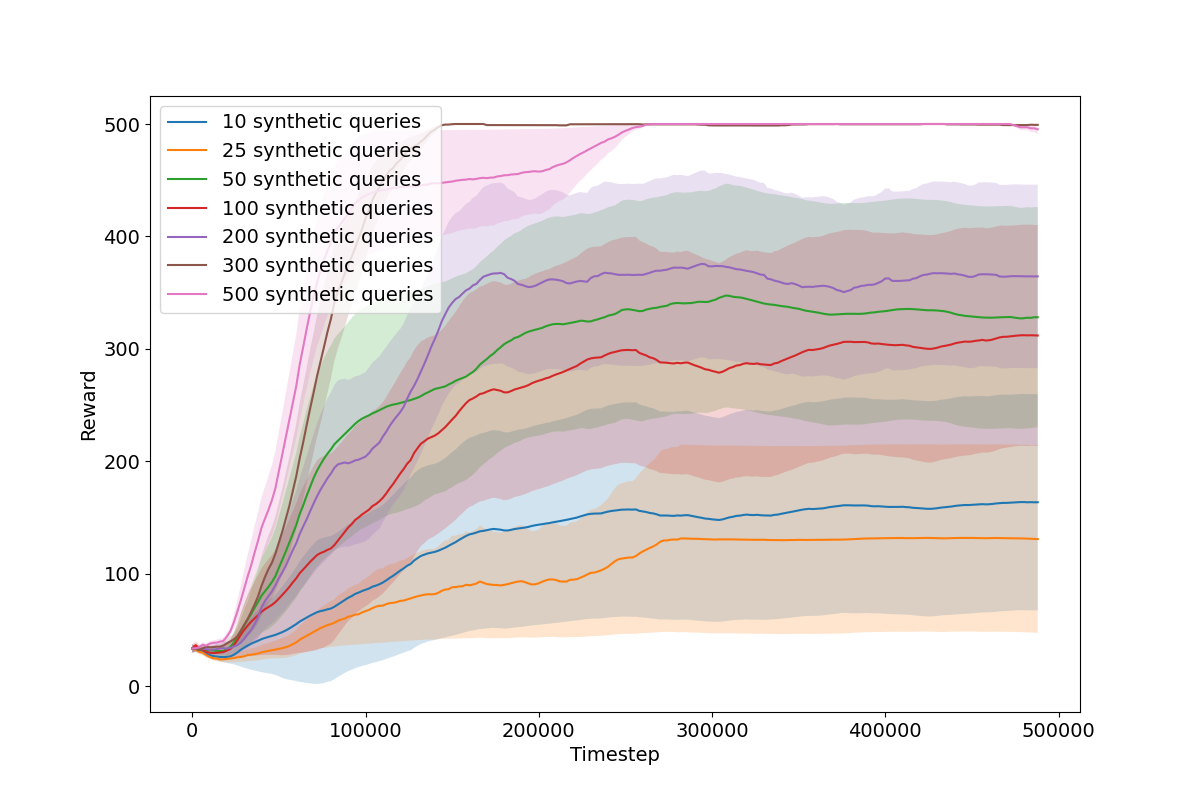 500
400
300
200
100
0
Reward
10 synthetic queries
25 synthetic queries
50 synthetic queries
100 synthetic queries
200 synthetic queries
300 synthetic queries
500 synthetic queries
0 100000 200000 300000 400000 500000
Timestep